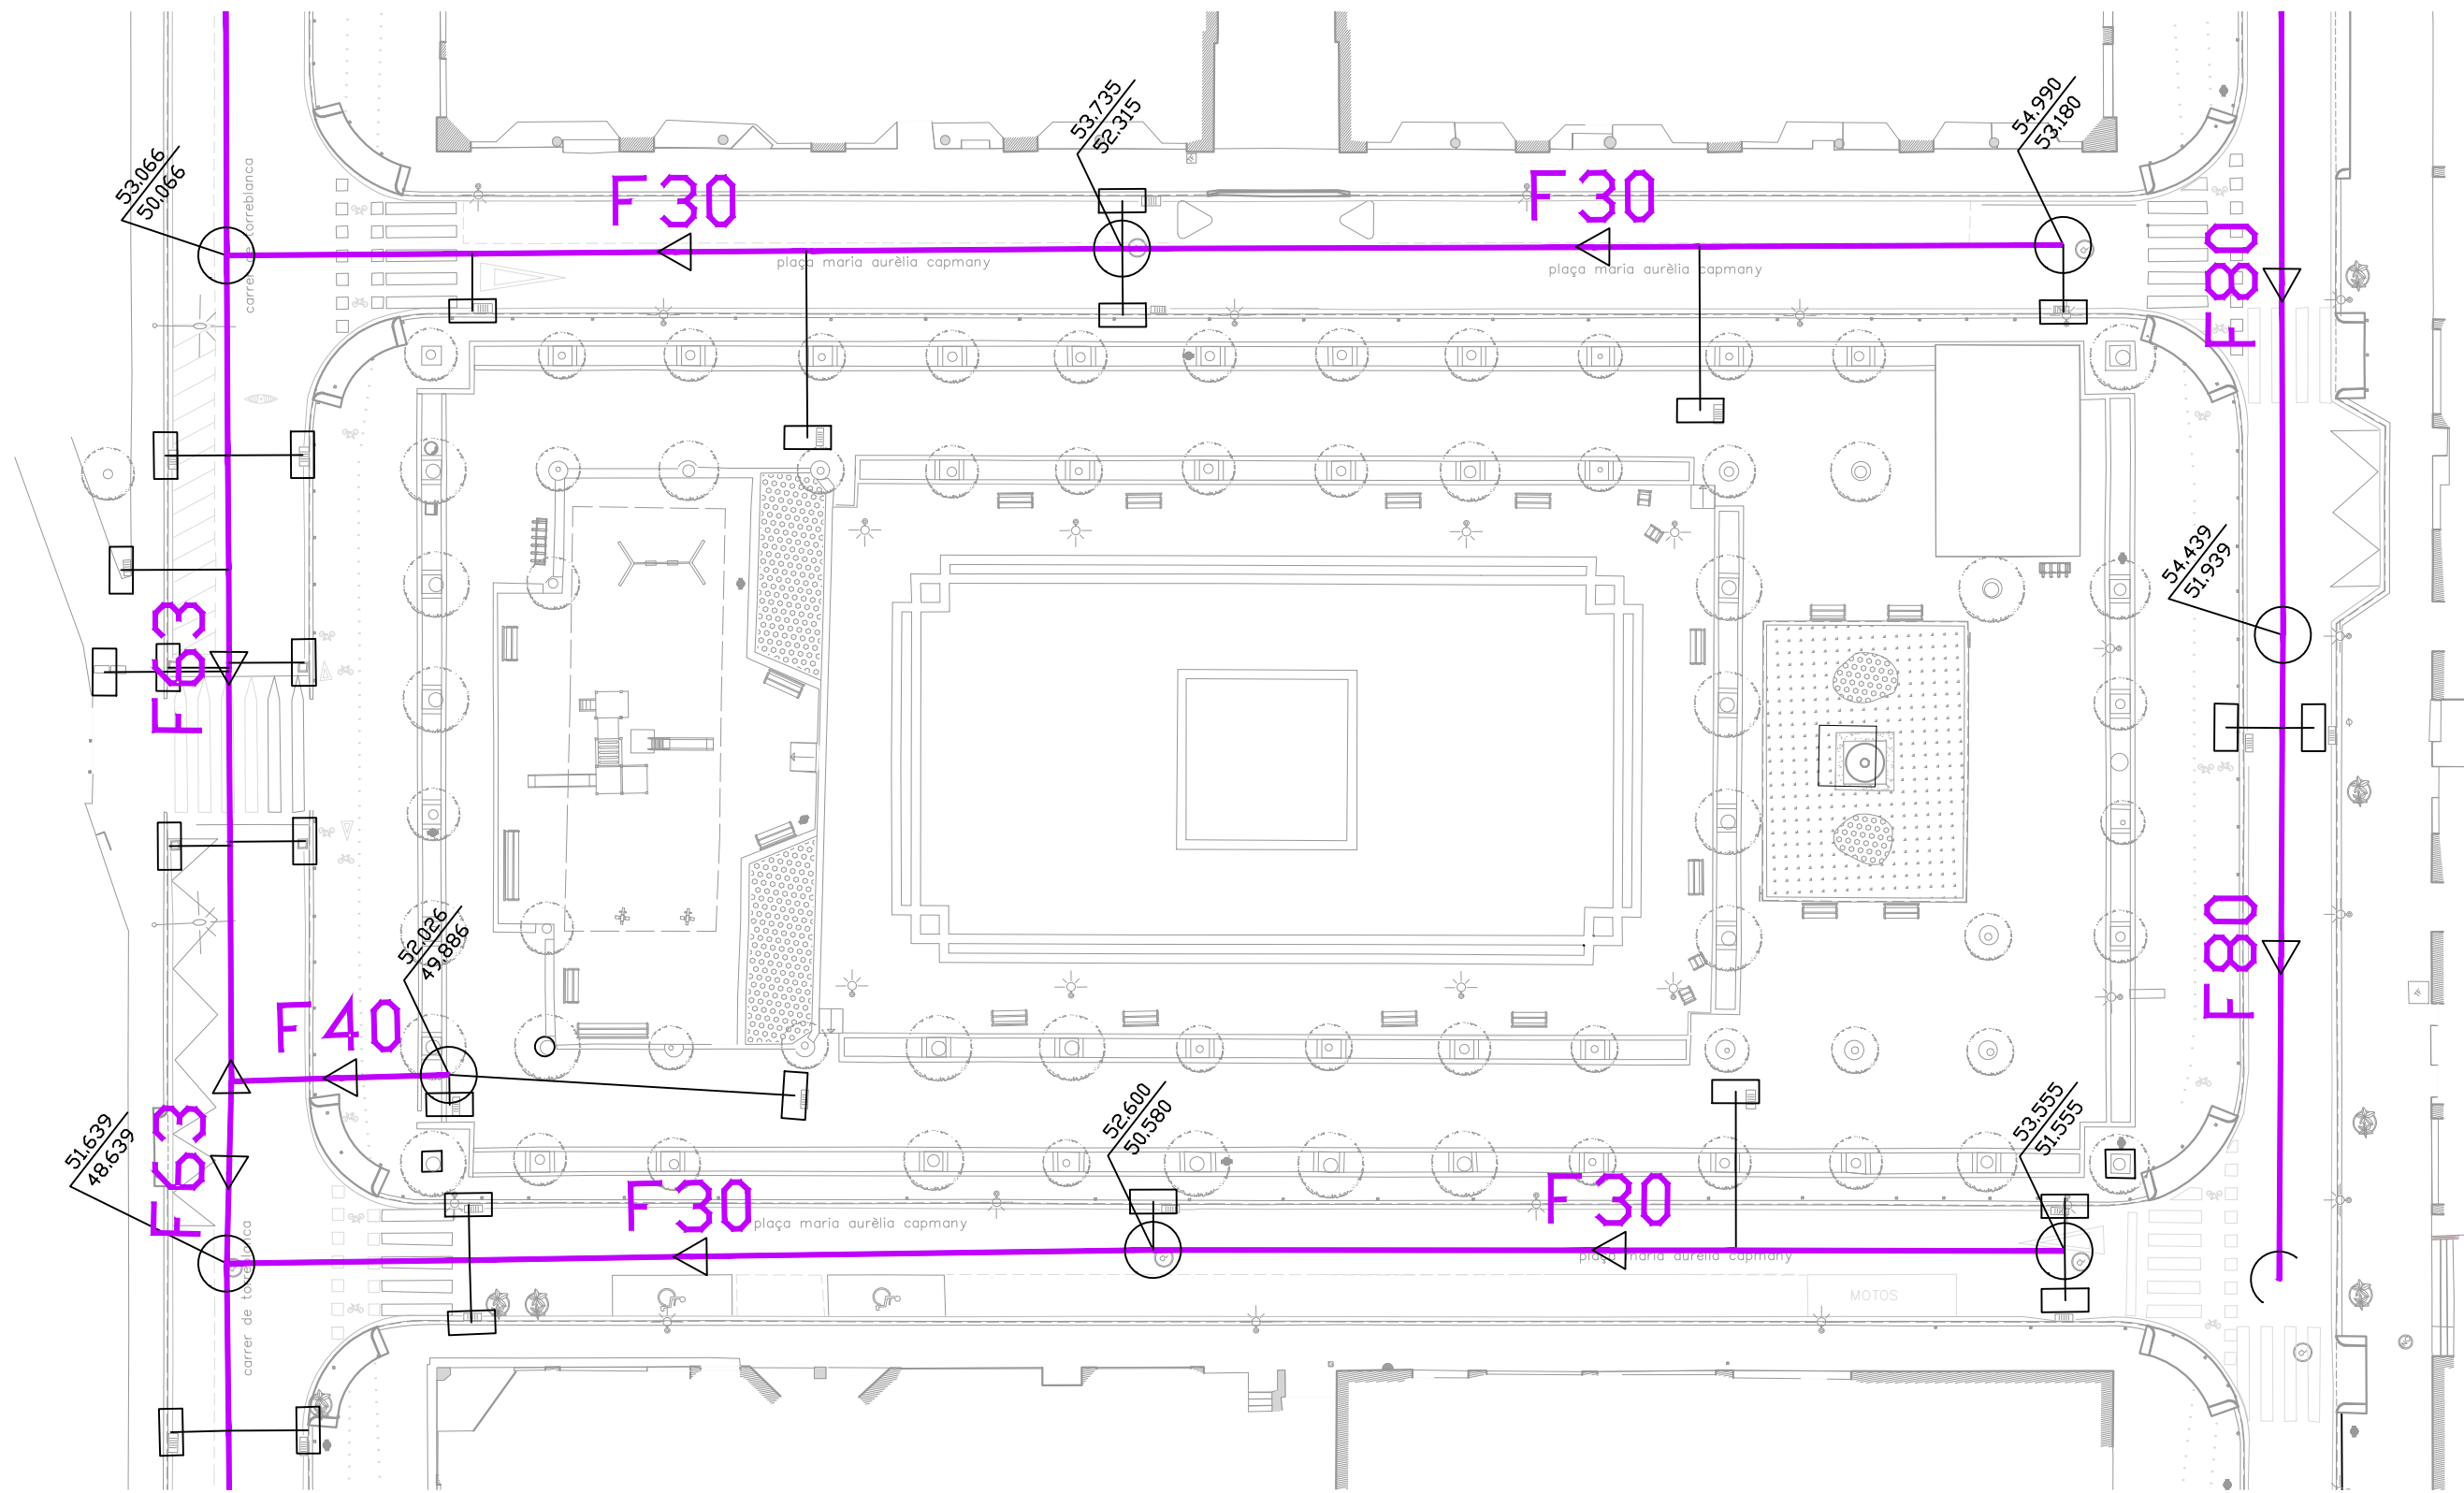 53,735
52,315
54,990
53,180
53,066
50,066
carrer de torreblanca
F30
F30
F80
plaça maria aurèlia capmany
plaça maria aurèlia capmany
54,439
51,939
F63
F80
52,026
49,886
F40
F63
51,639
48,639
52,600
50,580
53,555
51,555
F30
F30
plaça maria aurèlia capmany
plaça maria aurèlia capmany
carrer de torreblanca
MOTOS